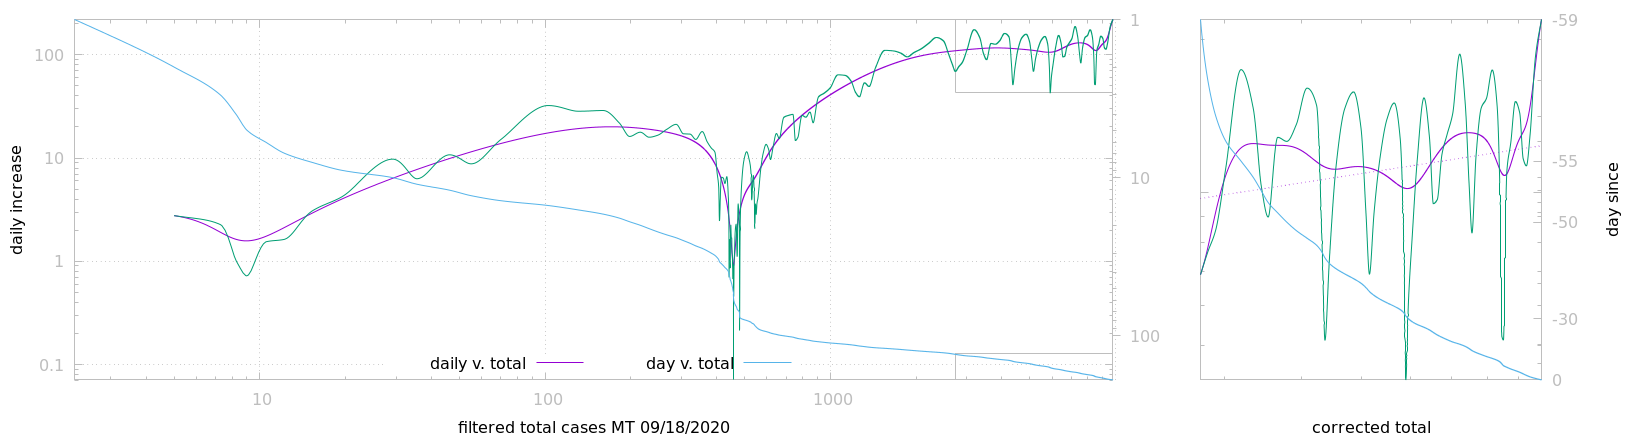 daily increase
100
10
1
0.1
10
100
1000
1
10
100
daily v. total
day v. total
filtered total cases MT 09/18/2020
-59
-55
-50
-30
0
day since
corrected total